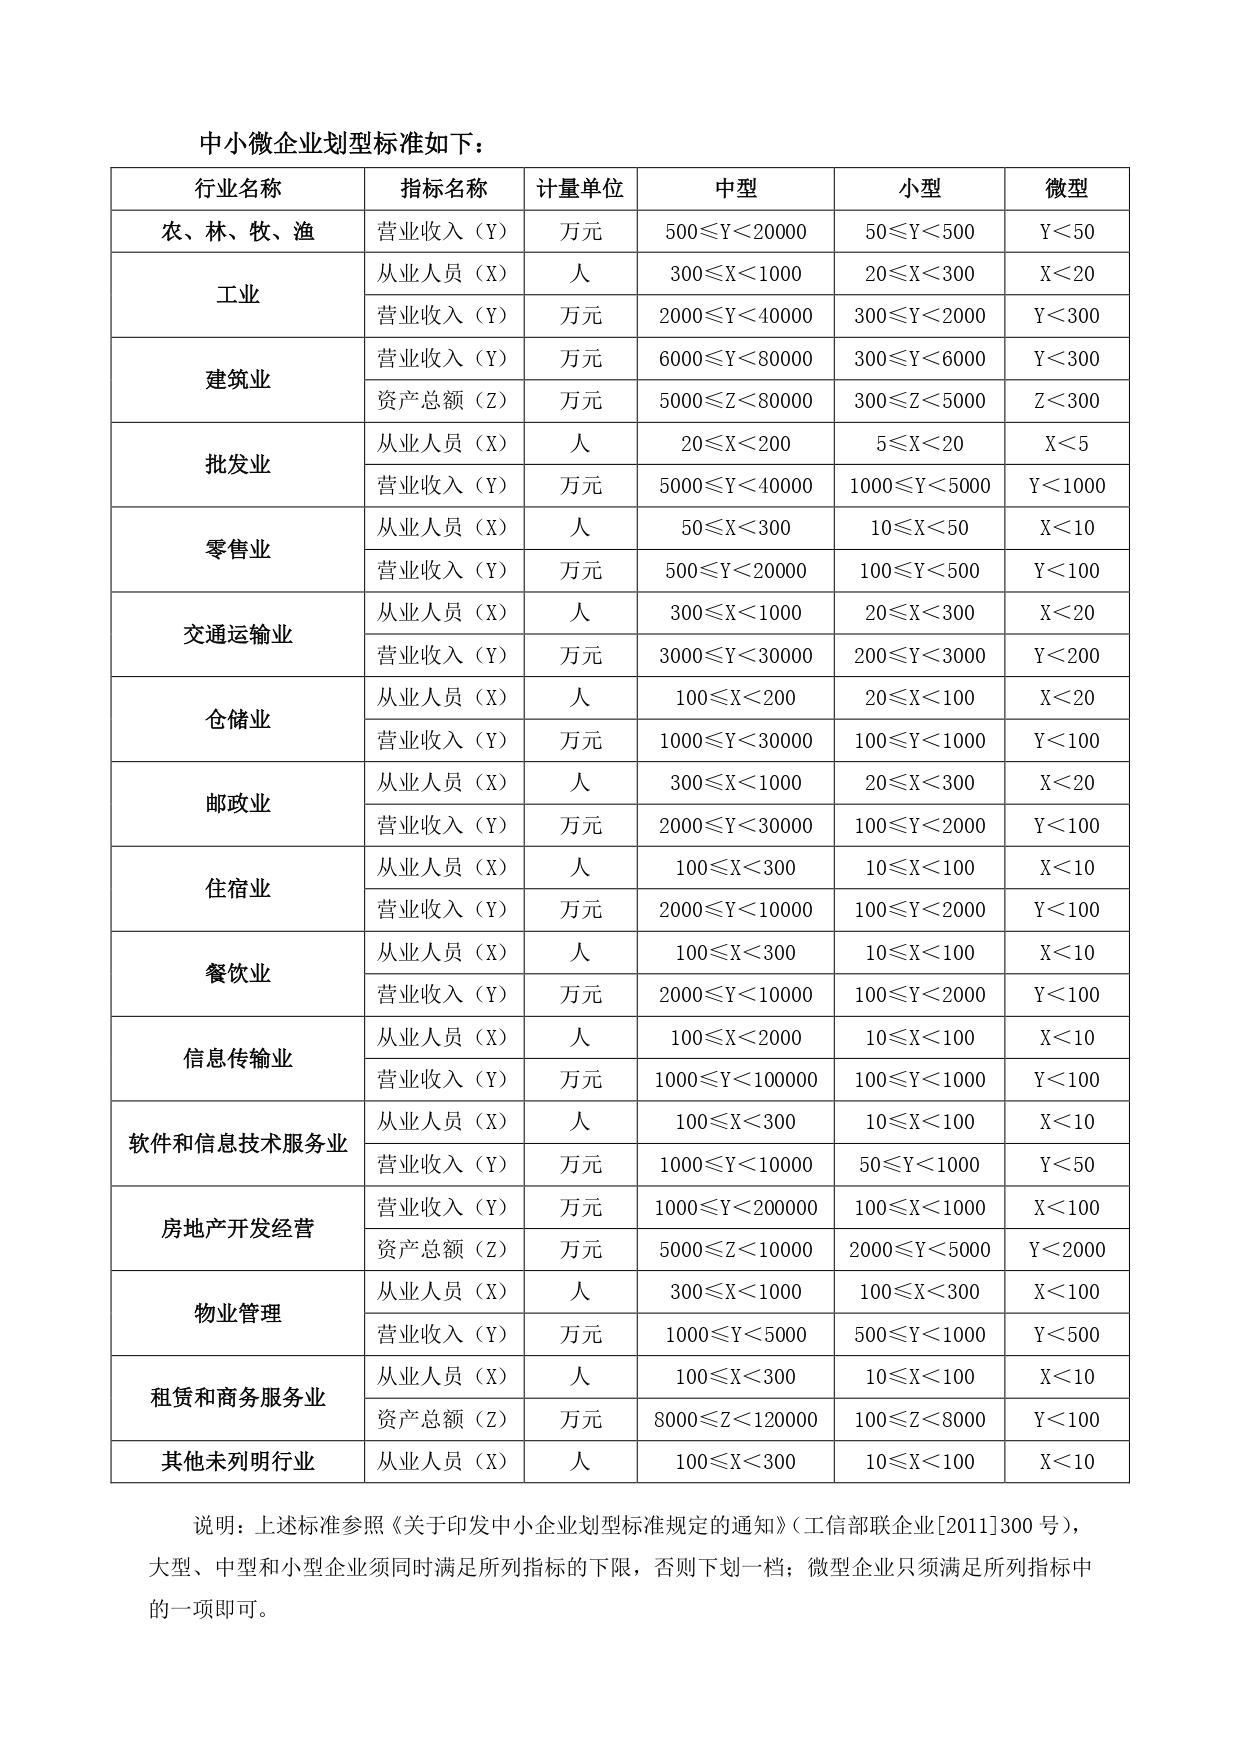 中小微企业划型标准如下：
行业名称 指标名称 计量单位 中型 小型 微型
农、林、牧、渔 营业收入（Y） 万元 500≤Y＜20000 50≤Y＜500 Y＜50
工业 从业人员（X） 人 300≤X＜1000 20≤X＜300 X＜20
营业收入（Y） 万元 2000≤Y＜40000 300≤Y＜2000 Y＜300
建筑业 营业收入（Y） 万元 6000≤Y＜80000 300≤Y＜6000 Y＜300
资产总额（Z） 万元 5000≤Z＜80000 300≤Z＜5000 Z＜300
批发业 从业人员（X） 人 20≤X＜200 5≤X＜20 X＜5
营业收入（Y） 万元 5000≤Y＜40000 1000≤Y＜5000 Y＜1000
零售业 从业人员（X） 人 50≤X＜300 10≤X＜50 X＜10
营业收入（Y） 万元 500≤Y＜20000 100≤Y＜500 Y＜100
交通运输业 从业人员（X） 人 300≤X＜1000 20≤X＜300 X＜20
营业收入（Y） 万元 3000≤Y＜30000 200≤Y＜3000 Y＜200
仓储业 从业人员（X） 人 100≤X＜200 20≤X＜100 X＜20
营业收入（Y） 万元 1000≤Y＜30000 100≤Y＜1000 Y＜100
邮政业 从业人员（X） 人 300≤X＜1000 20≤X＜300 X＜20
营业收入（Y） 万元 2000≤Y＜30000 100≤Y＜2000 Y＜100
住宿业 从业人员（X） 人 100≤X＜300 10≤X＜100 X＜10
营业收入（Y） 万元 2000≤Y＜10000 100≤Y＜2000 Y＜100
餐饮业 从业人员（X） 人 100≤X＜300 10≤X＜100 X＜10
营业收入（Y） 万元 2000≤Y＜10000 100≤Y＜2000 Y＜100
信息传输业 从业人员（X） 人 100≤X＜2000 10≤X＜100 X＜10
营业收入（Y） 万元 1000≤Y＜100000 100≤Y＜1000 Y＜100
软件和信息技术服务业 从业人员（X） 人 100≤X＜300 10≤X＜100 X＜10
营业收入（Y） 万元 1000≤Y＜10000 50≤Y＜1000 Y＜50
房地产开发经营 营业收入（Y） 万元 1000≤Y＜200000 100≤X＜1000 X＜100
资产总额（Z） 万元 5000≤Z＜10000 2000≤Y＜5000 Y＜2000
物业管理 从业人员（X） 人 300≤X＜1000 100≤X＜300 X＜100
营业收入（Y） 万元 1000≤Y＜5000 500≤Y＜1000 Y＜500
租赁和商务服务业 从业人员（X） 人 100≤X＜300 10≤X＜100 X＜10
资产总额（Z） 万元 8000≤Z＜120000 100≤Z＜8000 Y＜100
其他未列明行业 从业人员（X） 人 100≤X＜300 10≤X＜100 X＜10
说明：上述标准参照《关于印发中小企业划型标准规定的通知》（工信部联企业[2011]300 号），
大型、中型和小型企业须同时满足所列指标的下限，否则下划一档；微型企业只须满足所列指标中
的一项即可。